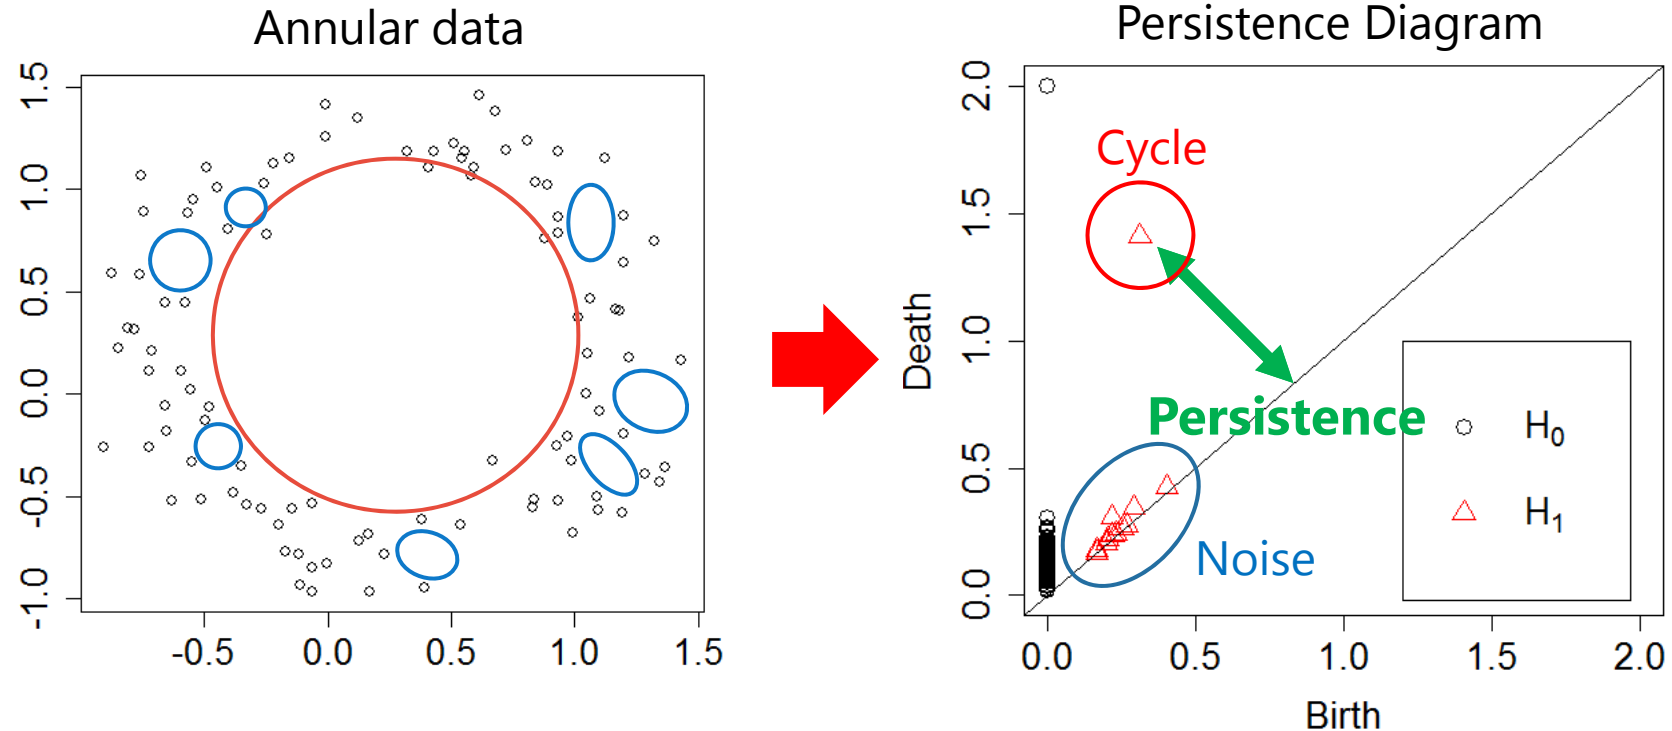 Annular data
1.5
1.0
0.5
0.0
-0.5
-1.0
-0.5 0.0 0.5 1.0 1.5
Persistence Diagram
Death
2.0
1.5
1.0
0.5
0.0
Cycle
Persistence
Noise
H0
H1
0.0 0.5 1.0 1.5 2.0
Birth